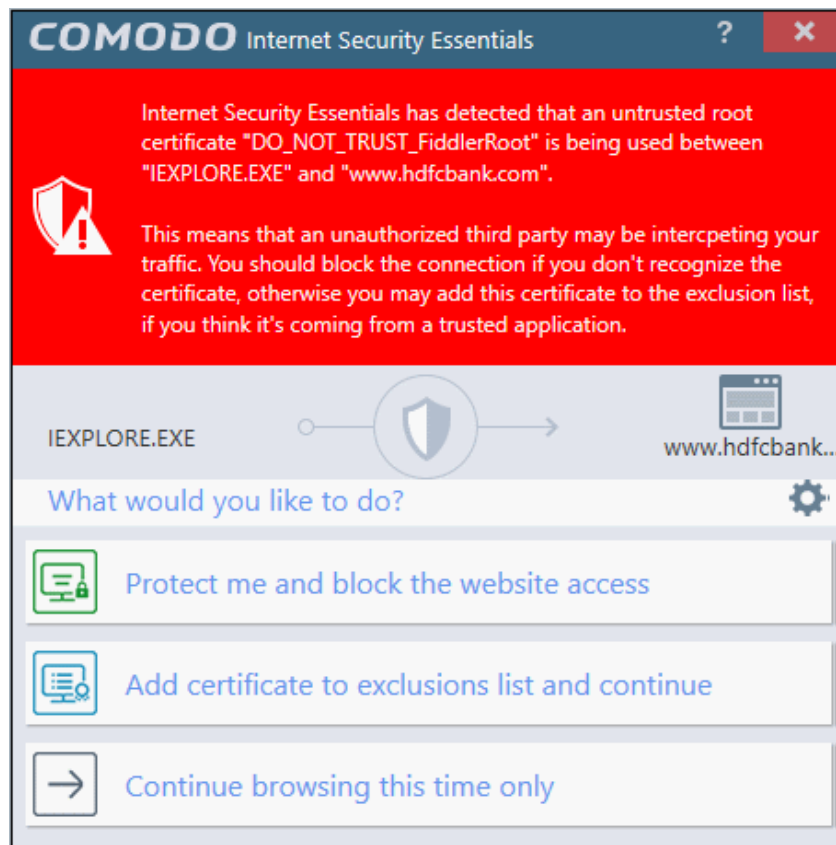 COMODO Internet Security Essentials ?
Internet Security Essentials has detected that an untrusted root
certificate "DO_NOT_TRUST_FiddlerRoot" is being used between
"IEXPLORE.EXE" and "www.hdfcbank.com".
This means that an unauthorized third party may be intercpeting your
traffic. You should block the connection if you don't recognize the
certificate, otherwise you may add this certificate to the exclusion list,
if you think it's coming from a trusted application.
IEXPLORE.EXE
www.hdfcbank...
What would you like to do?
Protect me and block the website access
Add certificate to exclusions list and continue
Continue browsing this time only